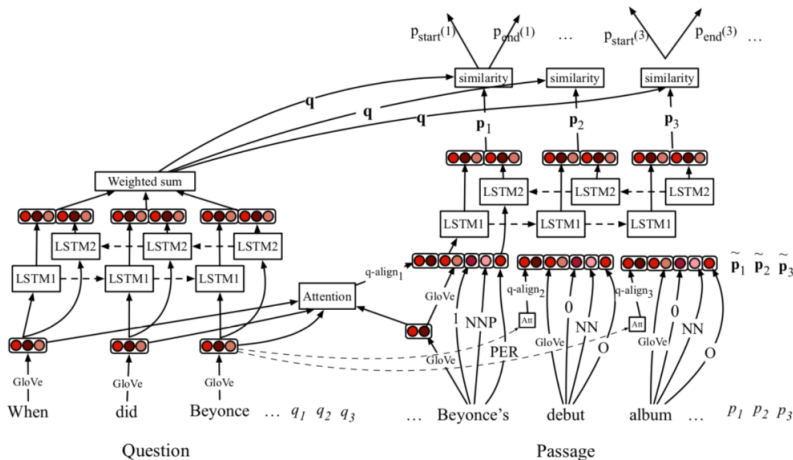 p_start(1) p_end(1) … p_start(3) p_end(3) …
similarity similarity similarity
q q q
p_1 p_2 p_3
Weighted sum
LSTM2 LSTM2
LSTM2 LSTM2 LSTM1 LSTM1 LSTM1
LSTM1 LSTM1 LSTM1
q-align_1 p̃_1 p̃_2 p̃_3
Attention GloVe q-align_2 q-align_3
1 NNP PER Att 0 NN O Att 0 NN O
GloVe GloVe GloVe
GloVe GloVe GloVe
When did Beyonce … q_1 q_2 q_3 … Beyonce's debut album … p_1 p_2 p_3
Question Passage